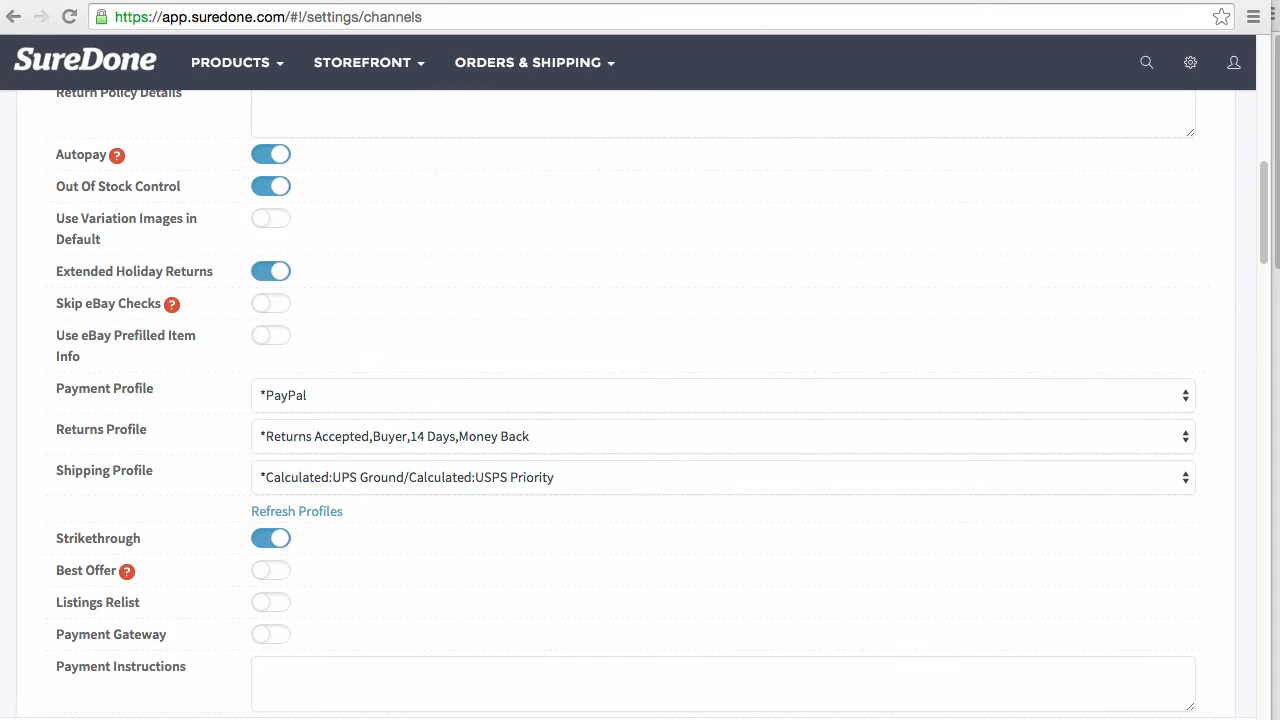 https://app.suredone.com/#!/settings/channels
SureDone PRODUCTS STOREFRONT ORDERS & SHIPPING
Return Policy Details
Autopay ?
Out Of Stock Control
Use Variation Images in
Default
Extended Holiday Returns
Skip eBay Checks ?
Use eBay Prefilled Item
Info
Payment Profile *PayPal
Returns Profile *Returns Accepted,Buyer,14 Days,Money Back
Shipping Profile *Calculated:UPS Ground/Calculated:USPS Priority
Refresh Profiles
Strikethrough
Best Offer ?
Listings Relist
Payment Gateway
Payment Instructions